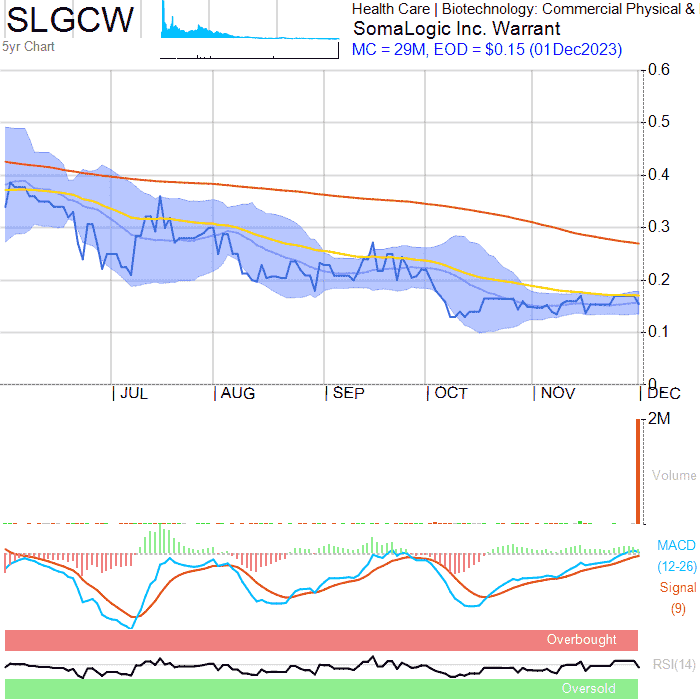 SLGCW
5yr Chart
Health Care | Biotechnology: Commercial Physical &
SomaLogic Inc. Warrant
MC = 29M, EOD = $0.15 (01Dec2023)
0.6
0.5
0.4
0.3
0.2
0.1
0
JUL AUG SEP OCT NOV DEC
2M
Volume
MACD
(12-26)
Signal
(9)
Overbought
RSI(14)
Oversold